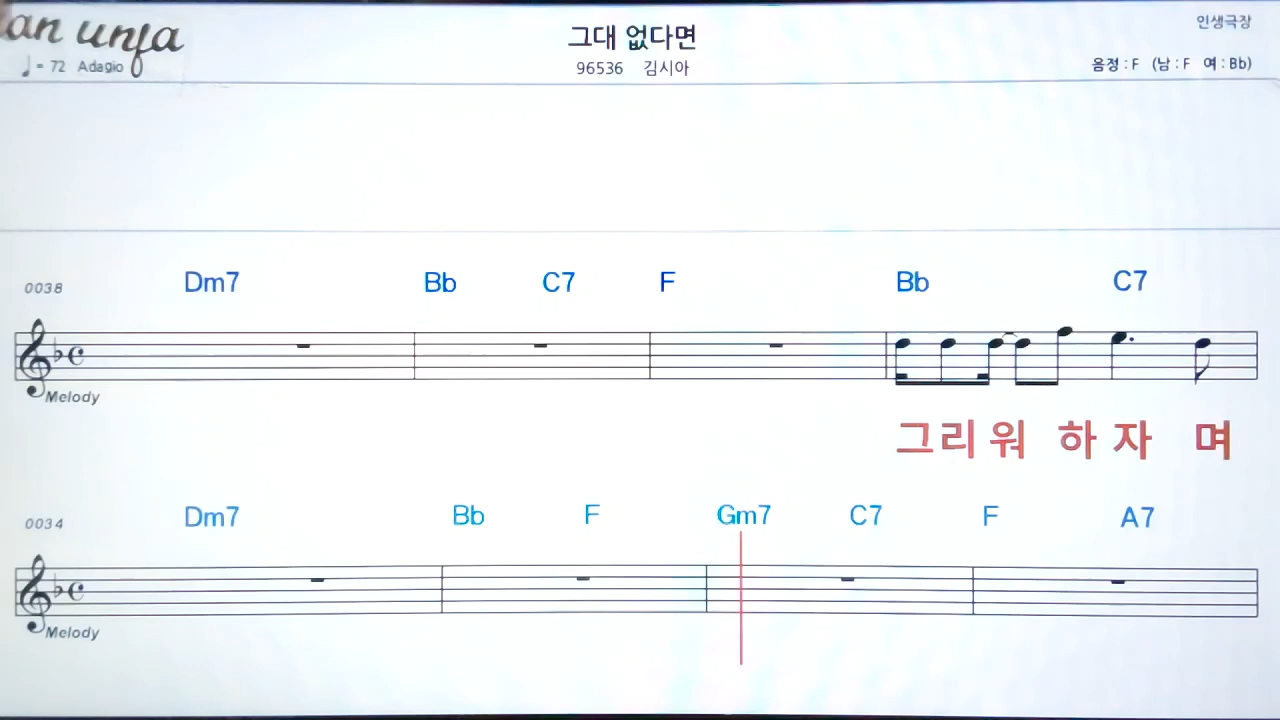 an unfa
그대 없다면
인생극장
♩= 72 Adagio
96536 김시아
음정 : F (남 : F 여 : Bb)
Dm7 Bb C7 F Bb C7
0038
Melody
그리워 하자 며
Dm7 Bb F Gm7 C7 F A7
0034
Melody